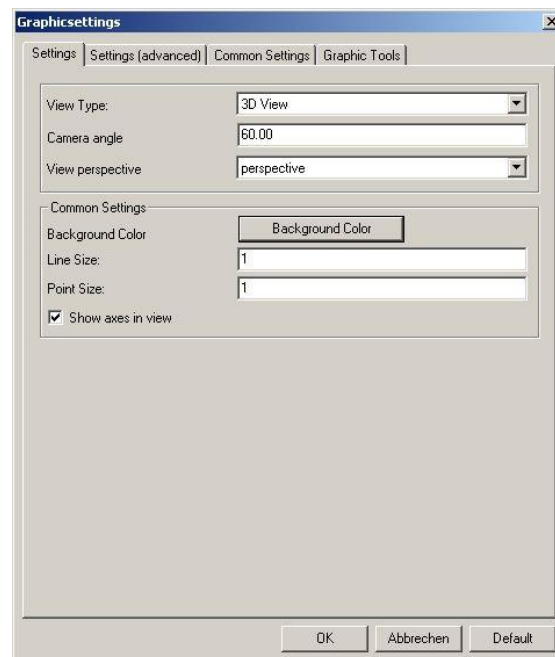 Graphicsettings
Settings Settings (advanced) Common Settings Graphic Tools
View Type: 3D View
Camera angle 60.00
View perspective perspective
Common Settings
Background Color Background Color
Line Size: 1
Point Size: 1
Show axes in view
OK Abbrechen Default